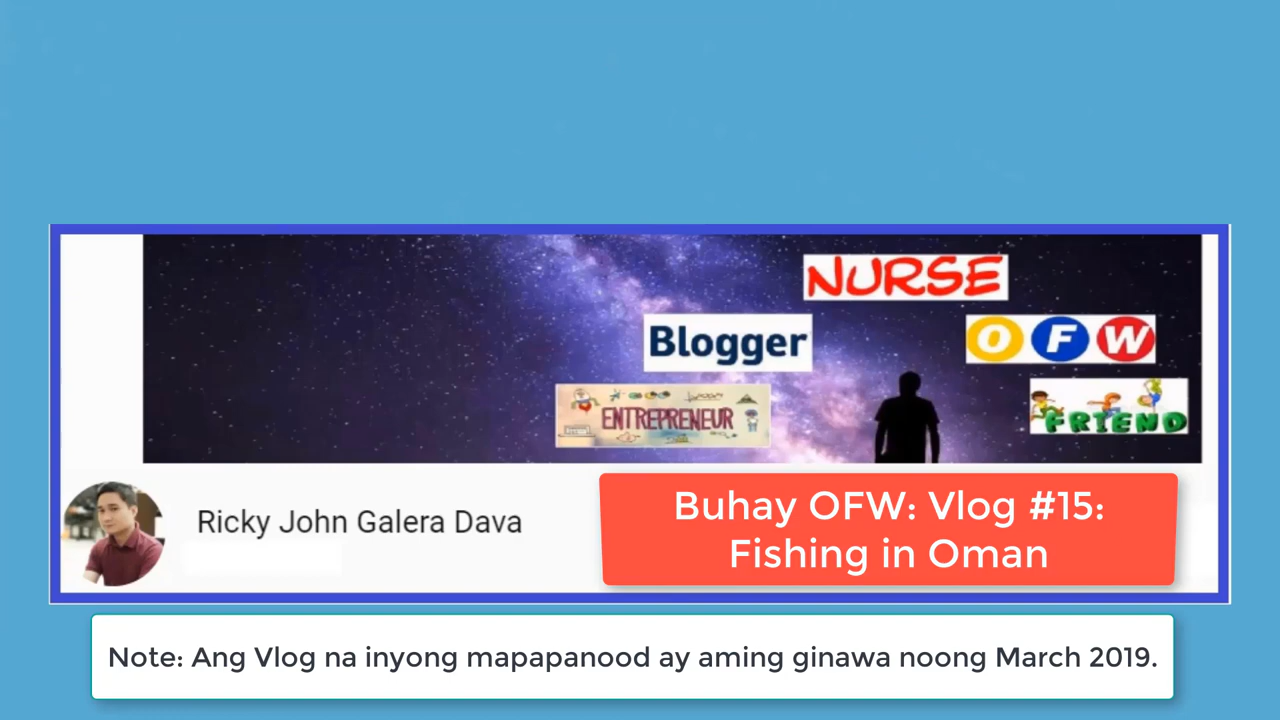 NURSE
Blogger
OFW
ENTREPRENEUR
FRIEND
Ricky John Galera Dava
Buhay OFW: Vlog #15:
Fishing in Oman
Note: Ang Vlog na inyong mapapanood ay aming ginawa noong March 2019.